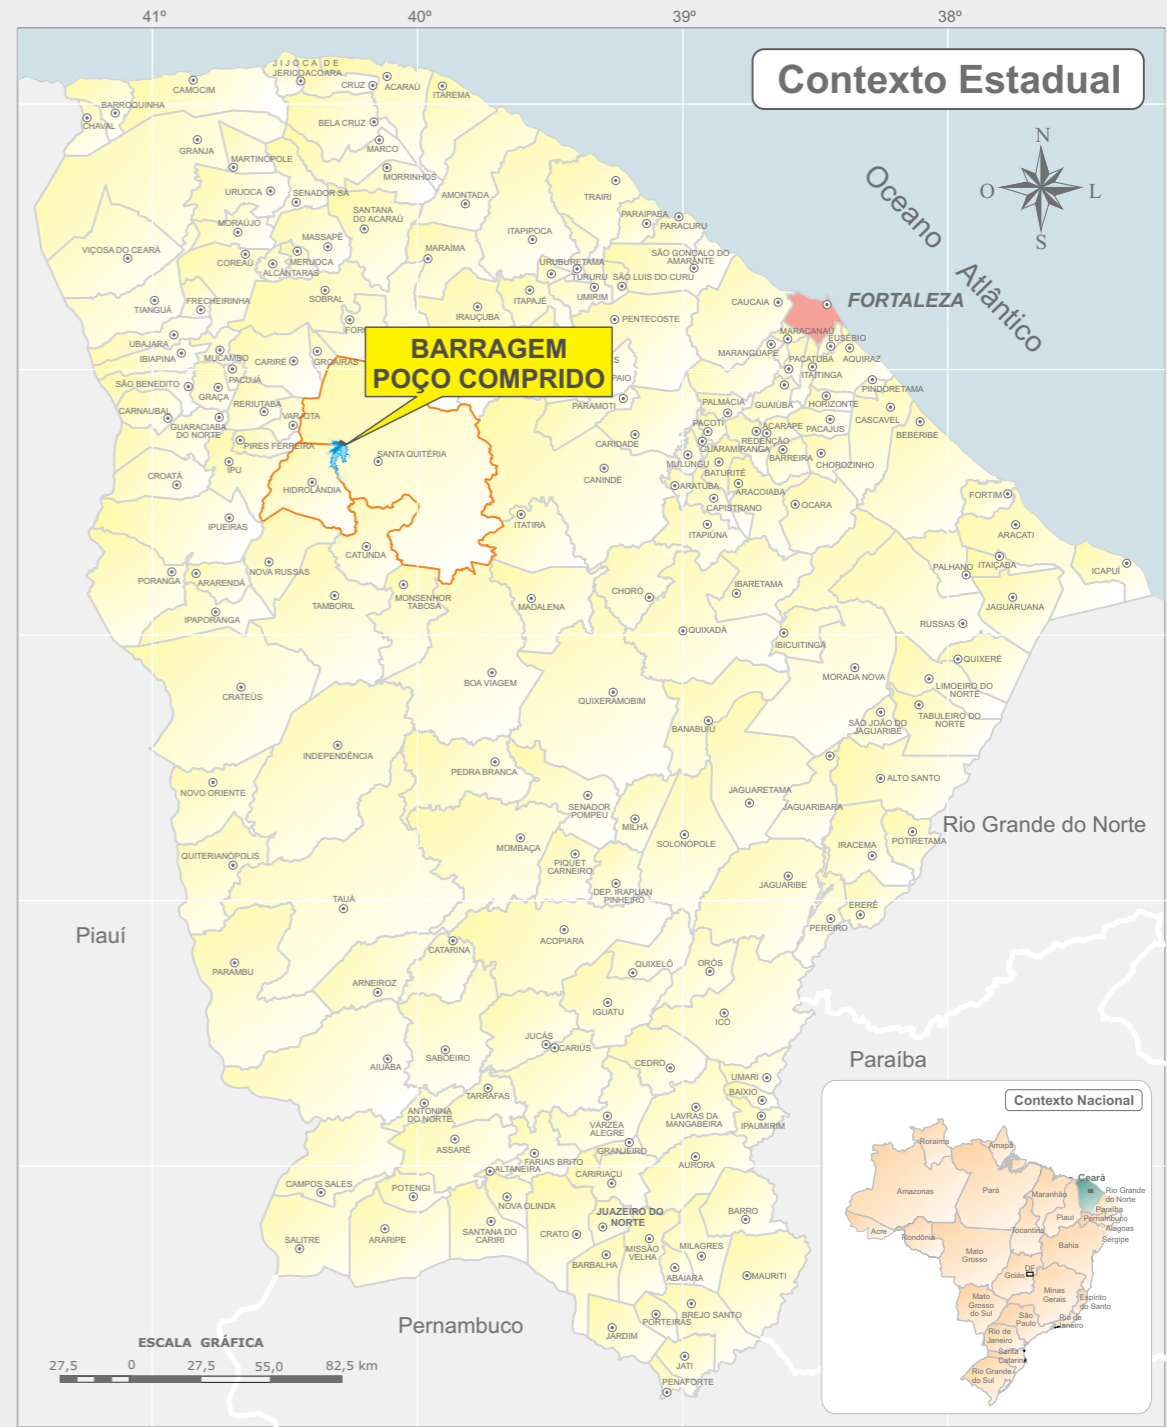 41º 40º 39º 38º
Contexto Estadual
N
O L
S
Oceano
Atlântico
JIJOCA DE
JERICOACOARA
CRUZ
ACARAÚ
ITAREMA
CAMOCIM
BARROQUINHA
CHAVAL
BELA CRUZ
MARCO
GRANJA
MARTINÓPOLE
MORRINHOS
URUOCA
SENADOR SÁ
AMONTADA
TRAIRI
PARAIPABA
PARACURU
SANTANA
DO ACARAÚ
MORAÚJO
ITAPIPOCA
VIÇOSA DO CEARÁ
MASSAPÊ
MARAÍMA
COREAÚ
MERUOCA
ALCÂNTARAS
SÃO GONÇALO DO
AMARANTE
URUBURETAMA
TURURU
SÃO LUIS DO CURU
UMIRIM
TIANGUÁ
FRECHEIRINHA
SOBRAL
ITAPAJÉ
IRAUÇUBA
CAUCAIA
FORTALEZA
PENTECOSTE
FOR
MARACANAÚ
EUSÉBIO
UBAJARA
IBIAPINA
MUCAMBO
CARIRÉ
GROAÍRAS
BARRAGEM
POÇO COMPRIDO
MARANGUAPE
PACATUBA
AQUIRAZ
ITAITINGA
PACUJÁ
SÃO BENEDITO
GRAÇA
S
PAIO
PARAMOTI
PINDORETAMA
GUAIÚBA
HORIZONTE
CASCAVEL
RERIUTABA
VARJOTA
CARNAUBAL
GUARACIABA
DO NORTE
PALMÁCIA
PACOTI
ACARAPE
REDENÇÃO
PACAJUS
BEBERIBE
PIRES FERREIRA
CARIDADE
GUARAMIRANGA
BARREIRA
CHOROZINHO
SANTA QUITÉRIA
MULUNGU
BATURITÉ
IPU
CROATÁ
HIDROLÂNDIA
CANINDÉ
ARATUBA
ARACOIABA
CAPISTRANO
OCARA
FORTIM
IPUEIRAS
ITATIRA
ITAPIÚNA
ARACATI
CATUNDA
NOVA RUSSAS
PORANGA
ARARENDÁ
ITAIÇABA
PALHANO
ICAPUÍ
IBARETAMA
MONSENHOR
TABOSA
CHORÓ
TAMBORIL
MADALENA
JAGUARUANA
IPAPORANGA
RUSSAS
QUIXADÁ
IBICUITINGA
QUIXERÉ
CRATEÚS
BOA VIAGEM
MORADA NOVA
LIMOEIRO DO
NORTE
QUIXERAMOBIM
SÃO JOÃO DO
JAGUARIBE
TABULEIRO DO
NORTE
BANABUIÚ
INDEPENDÊNCIA
PEDRA BRANCA
NOVO ORIENTE
ALTO SANTO
JAGUARETAMA
JAGUARIBARA
SENADOR
POMPEU
MILHÃ
Rio Grande do Norte
MOMBAÇA
SOLONÓPOLE
IRACEMA
POTIRETAMA
QUITERIANÓPOLIS
PIQUET
CARNEIRO
DEP. IRAPUAN
PINHEIRO
JAGUARIBE
TAUÁ
ERERÊ
PEREIRO
Piauí
ACOPIARA
CATARINA
QUIXELÔ
ORÓS
PARAMBU
ARNEIROZ
IGUATU
ICÓ
JUCÁS
CARIÚS
Paraíba
CEDRO
SABOEIRO
AIUABA
UMARI
BAIXIO
TARRAFAS
ANTONINA
DO NORTE
VÁRZEA
ALEGRE
LAVRAS DA
MANGABEIRA
IPAUMIRIM
ASSARÉ
GRANJEIRO
FARIAS BRITO
ALTANEIRA
CARIRIAÇU
AURORA
CAMPOS SALES
POTENGI
NOVA OLINDA
JUAZEIRO DO
NORTE
BARRO
SALITRE
ARARIPE
SANTANA DO
CARIRI
CRATO
MISSÃO
VELHA
MILAGRES
BARBALHA
ABAIARA
MAURITI
BREJO SANTO
PORTEIRAS
JARDIM
JATI
PENAFORTE
Pernambuco
ESCALA GRÁFICA
27,5 0 27,5 55,0 82,5 km
Contexto Nacional
Roraima
Amapá
Ceará
Amazonas
Pará
Maranhão
Rio Grande
do Norte
Paraíba
Piauí
Pernambuco
Alagoas
Sergipe
Acre
Rondônia
Tocantins
Bahia
Mato
Grosso
DF
Goiás
Minas
Gerais
Mato
Grosso
do Sul
Espírito
do Santo
São
Paulo
Rio de
Janeiro
Rio de
Janeiro
Santa
Catarina
Rio Grande
do Sul